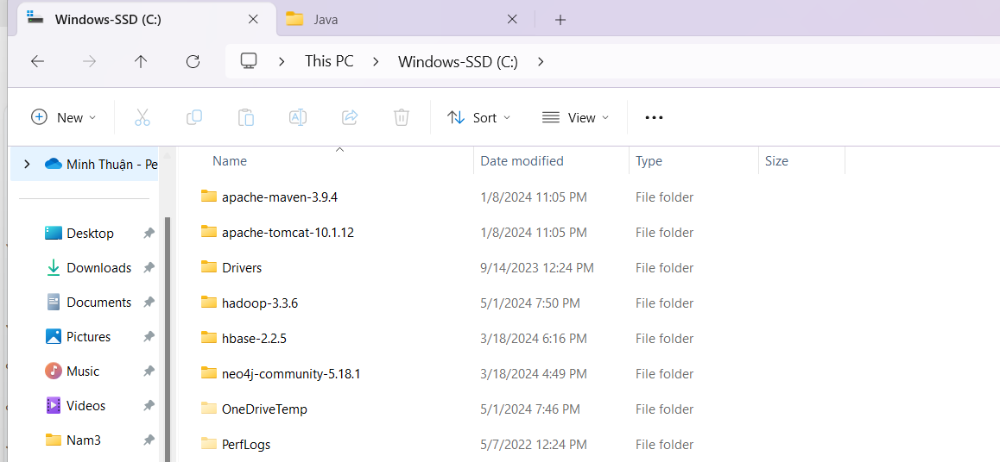 Windows-SSD (C:) Java
This PC Windows-SSD (C:)
New Sort View
Minh Thuận - Pe
Desktop
Downloads
Documents
Pictures
Music
Videos
Nam3
Name Date modified Type Size
apache-maven-3.9.4 1/8/2024 11:05 PM File folder
apache-tomcat-10.1.12 1/8/2024 11:05 PM File folder
Drivers 9/14/2023 12:24 PM File folder
hadoop-3.3.6 5/1/2024 7:50 PM File folder
hbase-2.2.5 3/18/2024 6:16 PM File folder
neo4j-community-5.18.1 3/18/2024 4:49 PM File folder
OneDriveTemp 5/1/2024 7:46 PM File folder
PerfLogs 5/7/2022 12:24 PM File folder